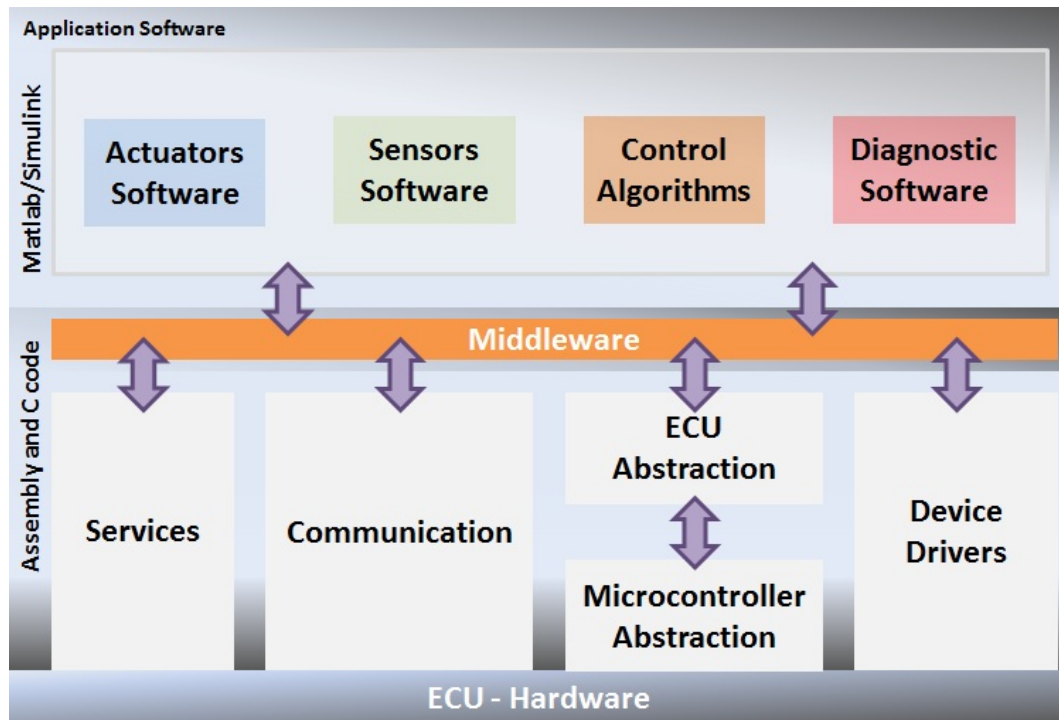 Application Software
Matlab/Simulink
Actuators
Software
Sensors
Software
Control
Algorithms
Diagnostic
Software
Middleware
Assembly and C code
Services
Communication
ECU
Abstraction
Microcontroller
Abstraction
Device
Drivers
ECU - Hardware